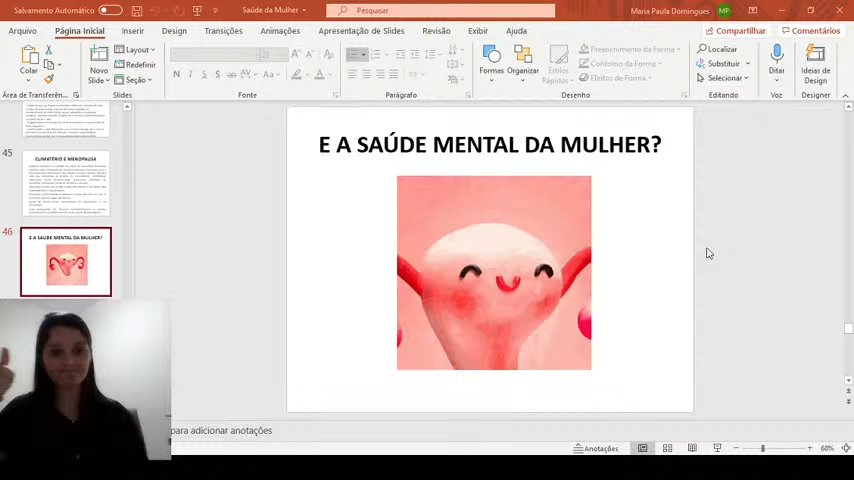 Salvamento Automático
Saúde da Mulher
Pesquisar
Maria Paula Domingues
MP
Arquivo
Página Inicial
Inserir
Design
Transições
Animações
Apresentação de Slides
Revisão
Exibir
Ajuda
Compartilhar
Comentários
Colar
Novo
Slide
Layout
Redefinir
Seção
N
I
S
Aa
Formas
Organizar
Estilos
Rápidos
Preenchimento da Forma
Contorno da Forma
Efeitos de Forma
Localizar
Substituir
Selecionar
Ditar
Ideias de
Design
Área de Transferên...
Slides
Fonte
Parágrafo
Desenho
Editando
Voz
Designer
45
CLIMATÉRIO E MENOPAUSA
46
E A SAÚDE MENTAL DA MULHER?
E A SAÚDE MENTAL DA MULHER?
para adicionar anotações
Anotações
68%